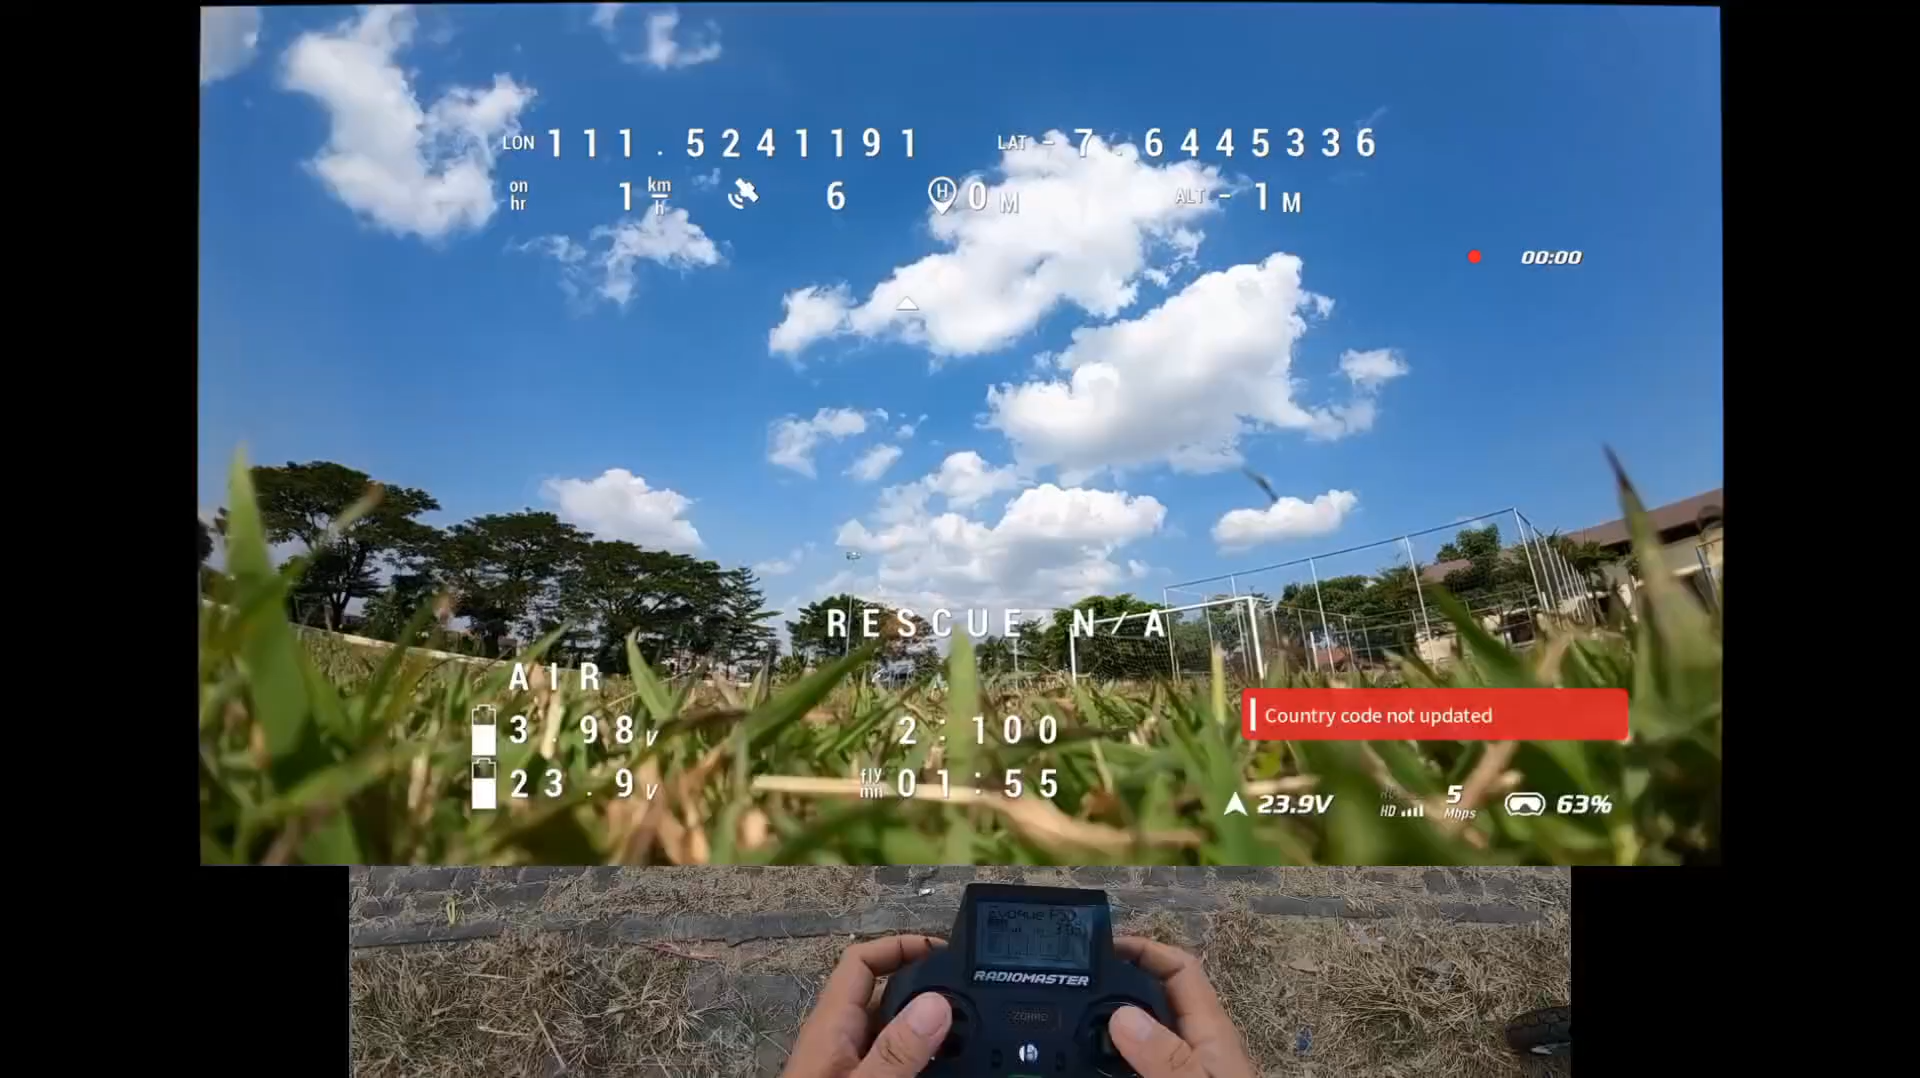 LON 111.5241191 LAT -7.6445336
on hr 1 km/h 6 H 0 M ALT -1 M
00:00
RESCUE N/A
AIR
Country code not updated
3.98V 2:100
23.9V fly mn 01:55
23.9V HD 5 Mbps 63%
RADIOMASTER
ZORRO